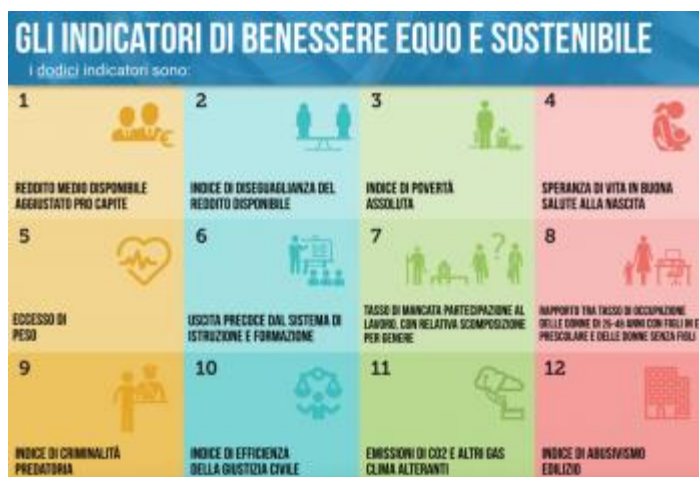 GLI INDICATORI DI BENESSERE EQUO E SOSTENIBILE
i dodici indicatori sono:
1
REDDITO MEDIO DISPONIBILE
AGGIUSTATO PRO CAPITE
2
INDICE DI DISEGUAGLIANZA DEL
REDDITO DISPONIBILE
3
INDICE DI POVERTÀ
ASSOLUTA
4
SPERANZA DI VITA IN BUONA
SALUTE ALLA NASCITA
5
ECCESSO DI
PESO
6
USCITA PRECOCE DAL SISTEMA DI
ISTRUZIONE E FORMAZIONE
7
?
TASSO DI MANCATA PARTECIPAZIONE AL
LAVORO, CON RELATIVA SCOMPOSIZIONE
PER GENERE
8
RAPPORTO TRA TASSO DI OCCUPAZIONE
DELLE DONNE DI 25-49 ANNI CON FIGLI IN E
PRESCOLARE E DELLE DONNE SENZA FIGLI
9
INDICE DI CRIMINALITÀ
PREDATORIA
10
INDICE DI EFFICIENZA
DELLA GIUSTIZIA CIVILE
11
EMISSIONI DI CO2 E ALTRI GAS
CLIMA ALTERANTI
12
INDICE DI ABUSIVISMO
EDILIZIO